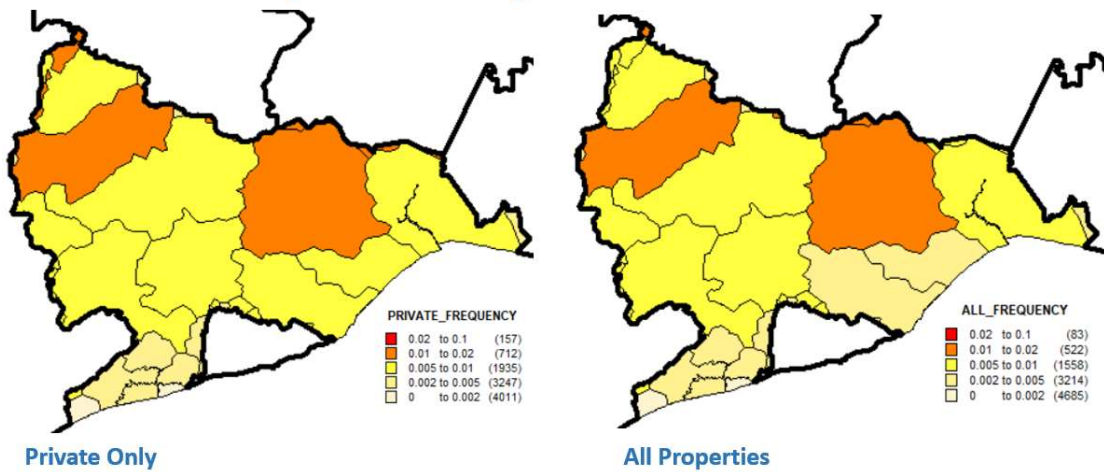 PRIVATE_FREQUENCY
0.02 to 0.1 (157)
0.01 to 0.02 (712)
0.005 to 0.01 (1935)
0.002 to 0.005 (3247)
0 to 0.002 (4011)
ALL_FREQUENCY
0.02 to 0.1 (83)
0.01 to 0.02 (522)
0.005 to 0.01 (1558)
0.002 to 0.005 (3214)
0 to 0.002 (4685)
Private Only
All Properties